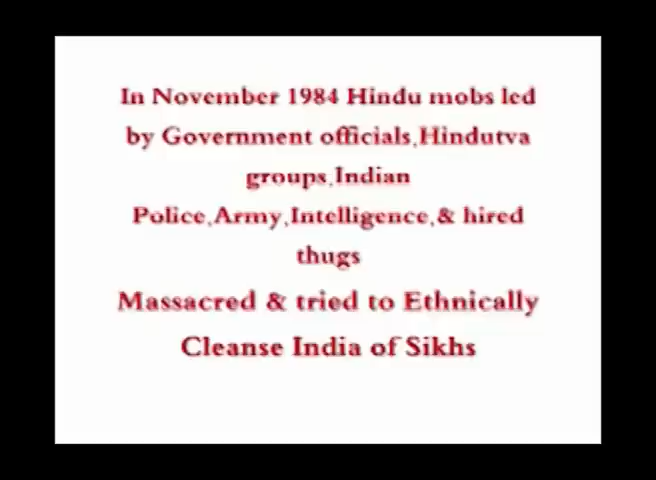 In November 1984 Hindu mobs led
by Government officials,Hindutva
groups,Indian
Police,Army,Intelligence,& hired
thugs
Massacred & tried to Ethnically
Cleanse India of Sikhs